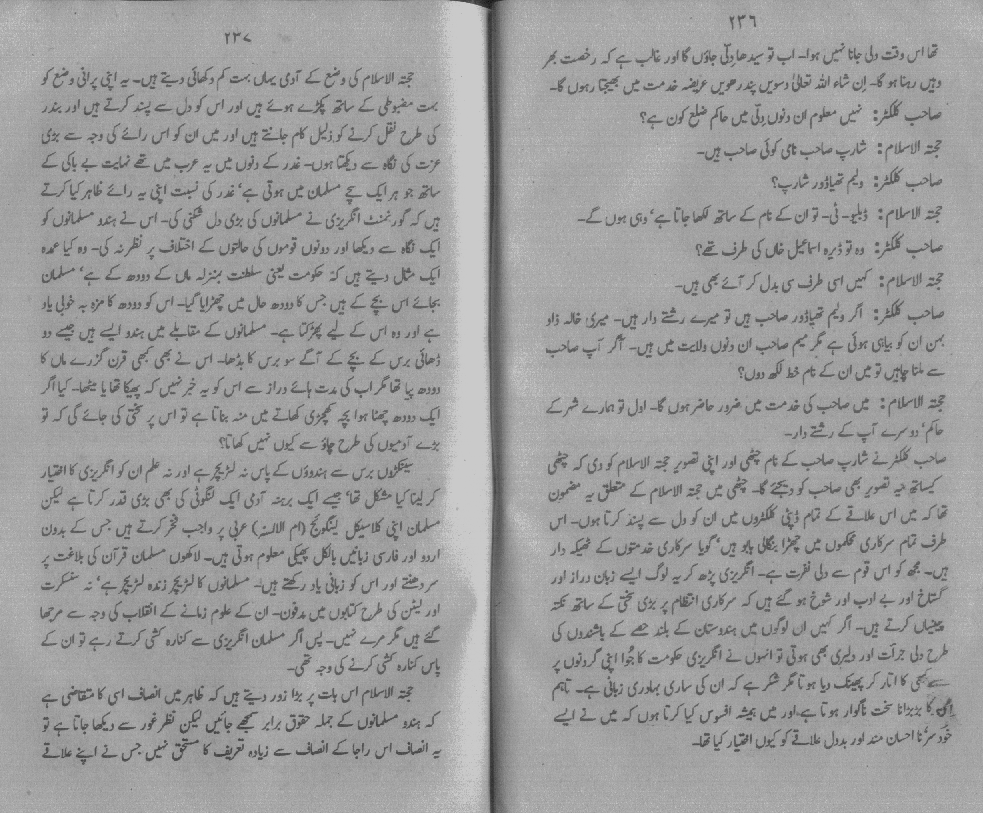 ۲۳۶
تھا اس وقت دلی جانا نہیں ہوا۔ اب تو سیدھا دلّی جاؤں گا اور غالب ہے کہ رخصت بھر
وہیں رہنا ہو گا۔ اِن شاء اللہ تعالیٰ دسویں پندرھویں عریضہ خدمت میں بھیجتا رہوں گا۔
صاحب کلکٹر: نہیں معلوم ان دنوں دلّی میں حاکم ضلع کون ہے؟
حجتہ الاسلام: شارپ صاحب نامی کوئی صاحب ہیں۔
صاحب کلکٹر: ولیم تھیاڈور شارپ؟
حجتہ الاسلام: ڈبلیو۔ ٹی۔ تو ان کے نام کے ساتھ لکھا جاتا ہے' وہی ہوں گے۔
صاحب کلکٹر: وہ تو ڈیرہ اسماعیل خاں کی طرف تھے؟
حجتہ الاسلام: کہیں اسی طرف سی بدل کر آئے بھی ہیں۔
صاحب کلکٹر: اگر ولیم تھیاڈور صاحب ہیں تو میرے رشتے دار ہیں۔ میری خالہ زاد
بہن ان کو بیاہی ہوئی ہے مگر میم صاحب ان دنوں ولایت میں ہیں۔ اگر آپ صاحب
سے ملنا چاہیں تو میں ان کے نام خط لکھ دوں؟
حجتہ الاسلام: میں صاحب کی خدمت میں ضرور حاضر ہوں گا۔ اول تو ہمارے شہر کے
حاکم' دوسرے آپ کے رشتے دار۔
صاحب کلکٹر نے شارپ صاحب کے نام چٹھی اور اپنی تصویر حجتہ الاسلام کو دی کہ چٹھی
کیساتھ یہ تصویر بھی صاحب کو دیجئے گا۔ چٹھی میں حجتہ الاسلام کے متعلق یہ مضمون
تھا کہ میں اس علاقے کے تمام ڈپٹی کلکٹروں میں ان کو دل سے پسند کرتا ہوں۔ اس
طرف تمام سرکاری محکموں میں چھڑا بنگالی بابو ہیں' گویا سرکاری خدمتوں کے ٹھیکہ دار
ہیں۔ مجھ کو اس قوم سے دلی نفرت ہے۔ انگریزی پڑھ کر یہ لوگ ایسے زبان دراز اور
گستاخ اور بے ادب اور شوخ ہو گئے ہیں کہ سرکاری انتظام پر بڑی سختی کے ساتھ نکتہ
چینیاں کرتے ہیں۔ اگر کہیں ان لوگوں میں ہندوستان کے بلند حصے کے باشندوں کی
طرح دلی جرأت اور دلیری بھی ہوتی تو انہوں نے انگریزی حکومت کا جُوا اپنی گردنوں پر
سے کبھی کا اتار کر پھینک دیا ہوتا مگر شکر ہے کہ ان کی ساری بہادری زبانی ہے۔ تاہم
کا بڑبڑانا سخت ناگوار ہوتا ہے اور میں ہمیشہ افسوس کیا کرتا ہوں کہ میں نے ایسے
خود سر نا احسان مند اور بددل علاقے کو کیوں اختیار کیا تھا۔
۲۳۷
حجتہ الاسلام کی وضع کے آدمی یہاں بہت کم دکھائی دیتے ہیں۔ یہ اپنی پرانی وضع کو
بہت مضبوطی کے ساتھ پکڑے ہوئے ہیں اور اس کو دل سے پسند کرتے ہیں اور بندر
کی طرح نقل کرنے کو ذلیل کام جانتے ہیں اور میں ان کو اس رائے کی وجہ سے بڑی
عزت کی نگاہ سے دیکھتا ہوں۔ غدر کے دنوں میں یہ عرب میں تھے نہایت بے باکی کے
ساتھ جو ہر ایک سچے مسلمان میں ہوتی ہے' غدر کی نسبت اپنی یہ رائے ظاہر کیا کرتے
ہیں کہ گورنمنٹ انگریزی نے مسلمانوں کی بڑی دل شکنی کی۔ اس نے ہندو مسلمانوں کو
ایک نگاہ سے دیکھا اور دونوں قوموں کی حالتوں کے اختلاف پر نظر نہ کی۔ وہ کیا عمدہ
ایک مثال دیتے ہیں کہ حکومت یعنی سلطنت بمنزلہ ماں کے دودھ کے ہے' مسلمان
بجائے اس بچے کے ہیں جس کا دودھ حال میں چھڑایا گیا۔ اس کو دودھ کا مزہ بہ خوبی یاد
ہے اور وہ اس کے لیے پھڑکتا ہے۔ مسلمانوں کے مقابلے میں ہندو ایسے ہیں جیسے دو
ڈھائی برس کے بچے کے آگے سو برس کا بڈھا۔ اس نے بھی کبھی قرن گزرے ماں کا
دودھ پیا تھا مگر اب کی مدت ہائے دراز سے اس کو یہ خبر نہیں کہ پھیکا تھا یا میٹھا۔ کیا اگر
ایک دودھ چھٹا ہوا بچہ کھچڑی کھانے میں منہ بناتا ہے تو اس پر سختی کی جائے گی کہ تو
بڑے آدمیوں کی طرح چاؤ سے کیوں نہیں کھاتا؟
سینکڑوں برس سے ہندوؤں کے پاس نہ لٹریچر ہے اور نہ علم ان کو انگریزی کا اختیار
کر لینا کیا مشکل تھا' جیسے ایک برہنہ آدمی ایک لنگوٹی کی بھی بڑی قدر کرتا ہے لیکن
مسلمان اپنی کلاسیکل لینگوئج (ام الالسنہ) عربی پر واجب فخر کرتے ہیں جس کے بدون
اردو اور فارسی زبانیں بالکل پھیکی معلوم ہوتی ہیں۔ لاکھوں مسلمان قرآن کی بلاغت پر
سر دھنتے اور اس کو زبانی یاد رکھتے ہیں۔ مسلمانوں کا لٹریچر زندہ لٹریچر ہے' نہ سنسکرت
اور لیٹن کی طرح کتابوں میں مدفون۔ ان کے علوم زمانے کے انقلاب کی وجہ سے مرجھا
گئے ہیں مگر مرے نہیں۔ پس اگر مسلمان انگریزی سے کنارہ کشی کرتے رہے تو ان کے
پاس کنارہ کشی کرنے کی وجہ تھی۔
حجتہ الاسلام اس بات پر بڑا زور دیتے ہیں کہ ظاہر میں انصاف اسی کا متقاضی ہے
کہ ہندو مسلمانوں کے جملہ حقوق برابر سمجھے جائیں لیکن نظر غور سے دیکھا جاتا ہے تو
یہ انصاف اس راجا کے انصاف سے زیادہ تعریف کا مستحق نہیں جس نے اپنے علاقے